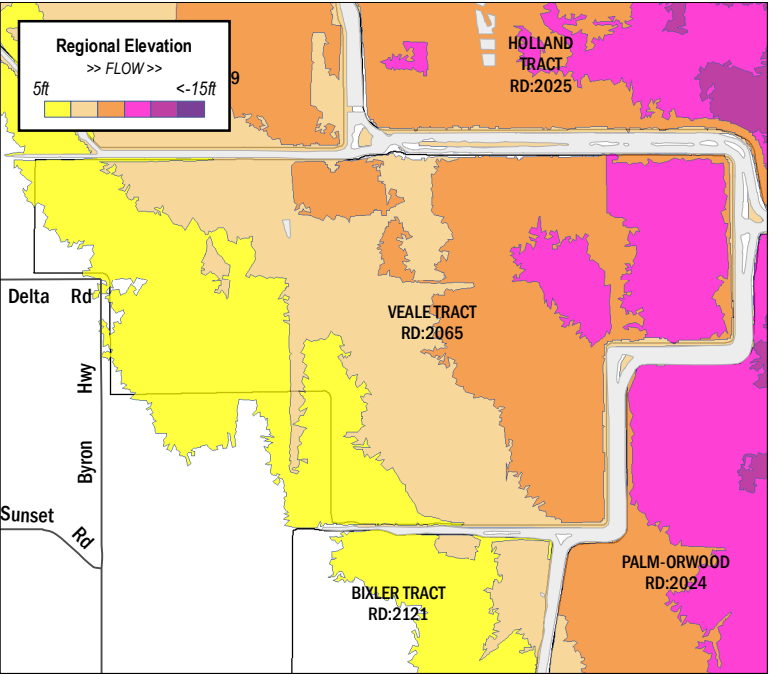 Regional Elevation
>> FLOW >>
5ft <-15ft
9
HOLLAND
TRACT
RD:2025
Delta Rd
VEALE TRACT
RD:2065
Hwy
Byron
Sunset
Rd
PALM-ORWOOD
RD:2024
BIXLER TRACT
RD:2121